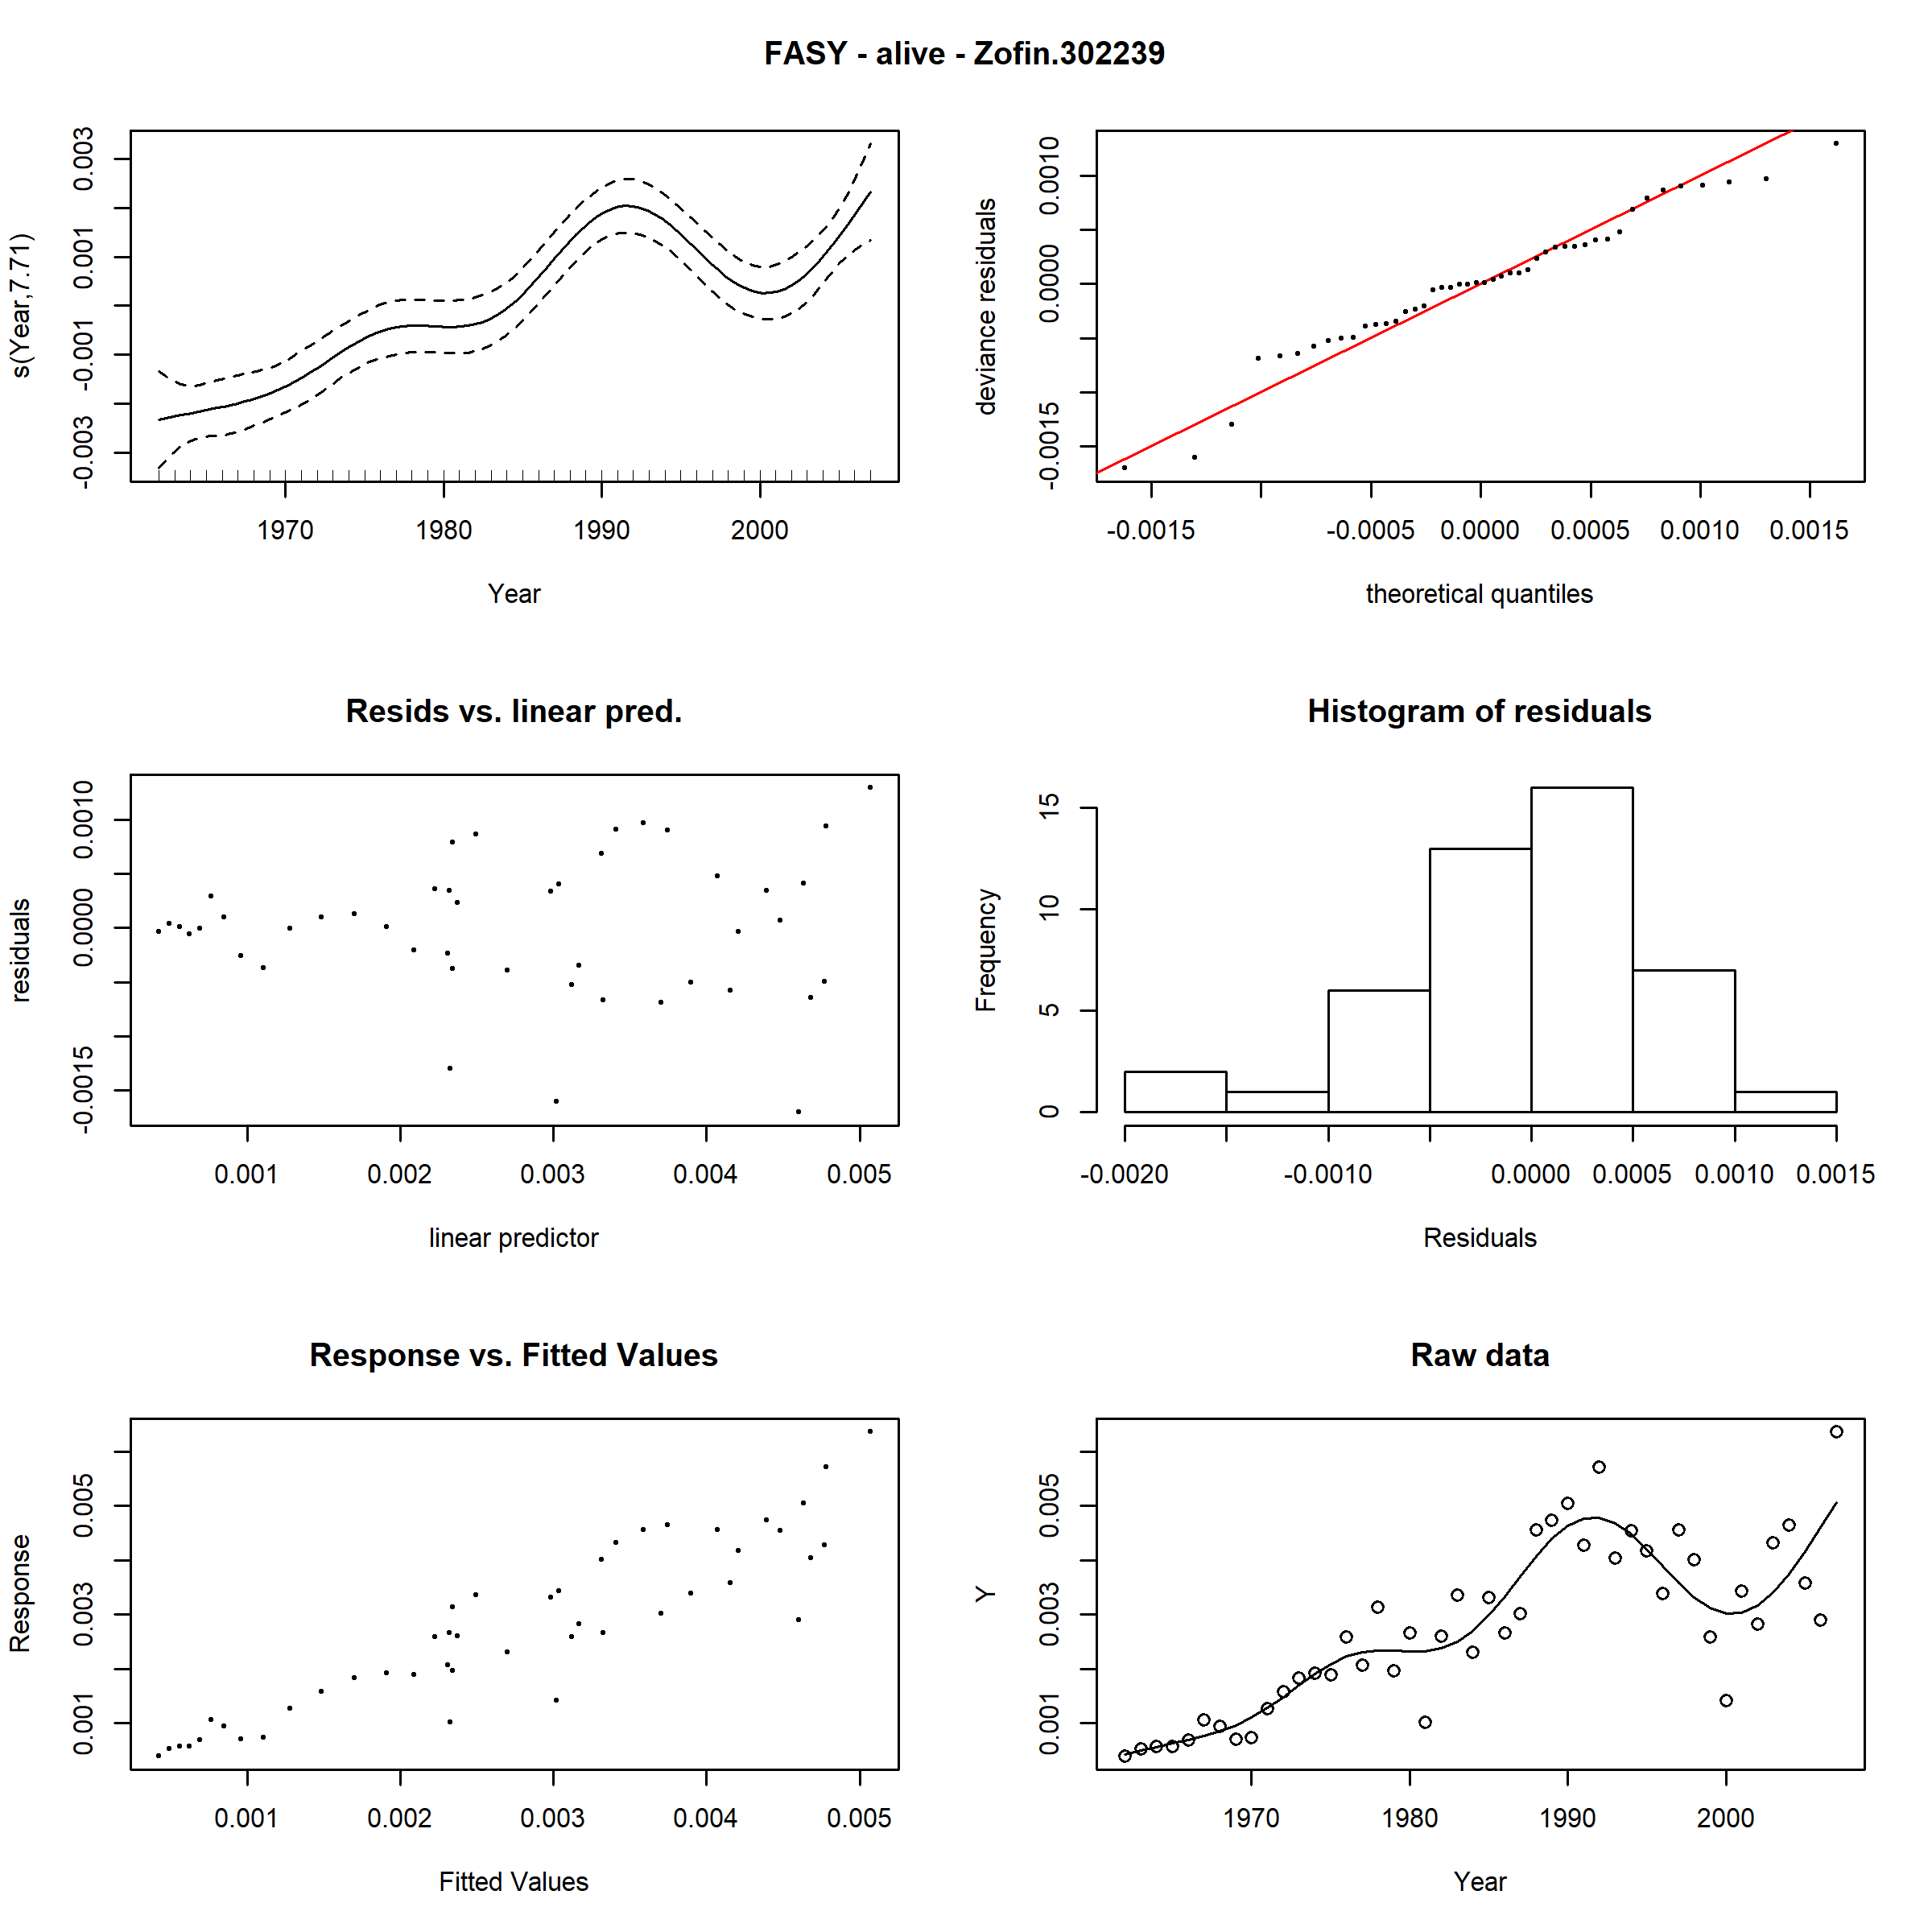 FASY - alive - Zofin.302239
s(Year,7.71)
0.003
0.001
-0.001
-0.003
1970 1980 1990 2000
Year
deviance residuals
0.0010
0.0000
-0.0015
-0.0015 -0.0005 0.0000 0.0005 0.0010 0.0015
theoretical quantiles
Resids vs. linear pred.
residuals
0.0010
0.0000
-0.0015
0.001 0.002 0.003 0.004 0.005
linear predictor
Histogram of residuals
Frequency
15
10
5
0
-0.0020 -0.0010 0.0000 0.0005 0.0010 0.0015
Residuals
Response vs. Fitted Values
Response
0.005
0.003
0.001
0.001 0.002 0.003 0.004 0.005
Fitted Values
Raw data
Y
0.005
0.003
0.001
1970 1980 1990 2000
Year